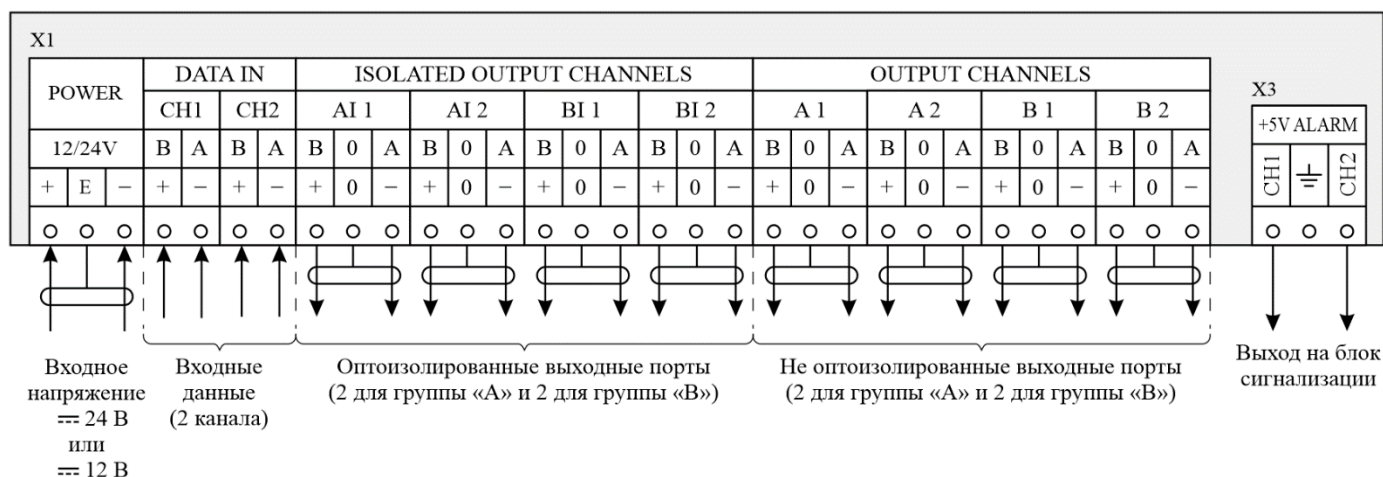 X1
POWER DATA IN ISOLATED OUTPUT CHANNELS OUTPUT CHANNELS
CH1 CH2 AI 1 AI 2 BI 1 BI 2 A 1 A 2 B 1 B 2
12/24V B A B A B 0 A B 0 A B 0 A B 0 A B 0 A B 0 A B 0 A B 0 A
+ E − + − + − + 0 − + 0 − + 0 − + 0 − + 0 − + 0 − + 0 − + 0 −
X3
+5V ALARM
CH1 CH2
Входное
напряжение
⎓ 24 В
или
⎓ 12 В
Входные
данные
(2 канала)
Оптоизолированные выходные порты
(2 для группы «А» и 2 для группы «В»)
Не оптоизолированные выходные порты
(2 для группы «А» и 2 для группы «В»)
Выход на блок
сигнализации